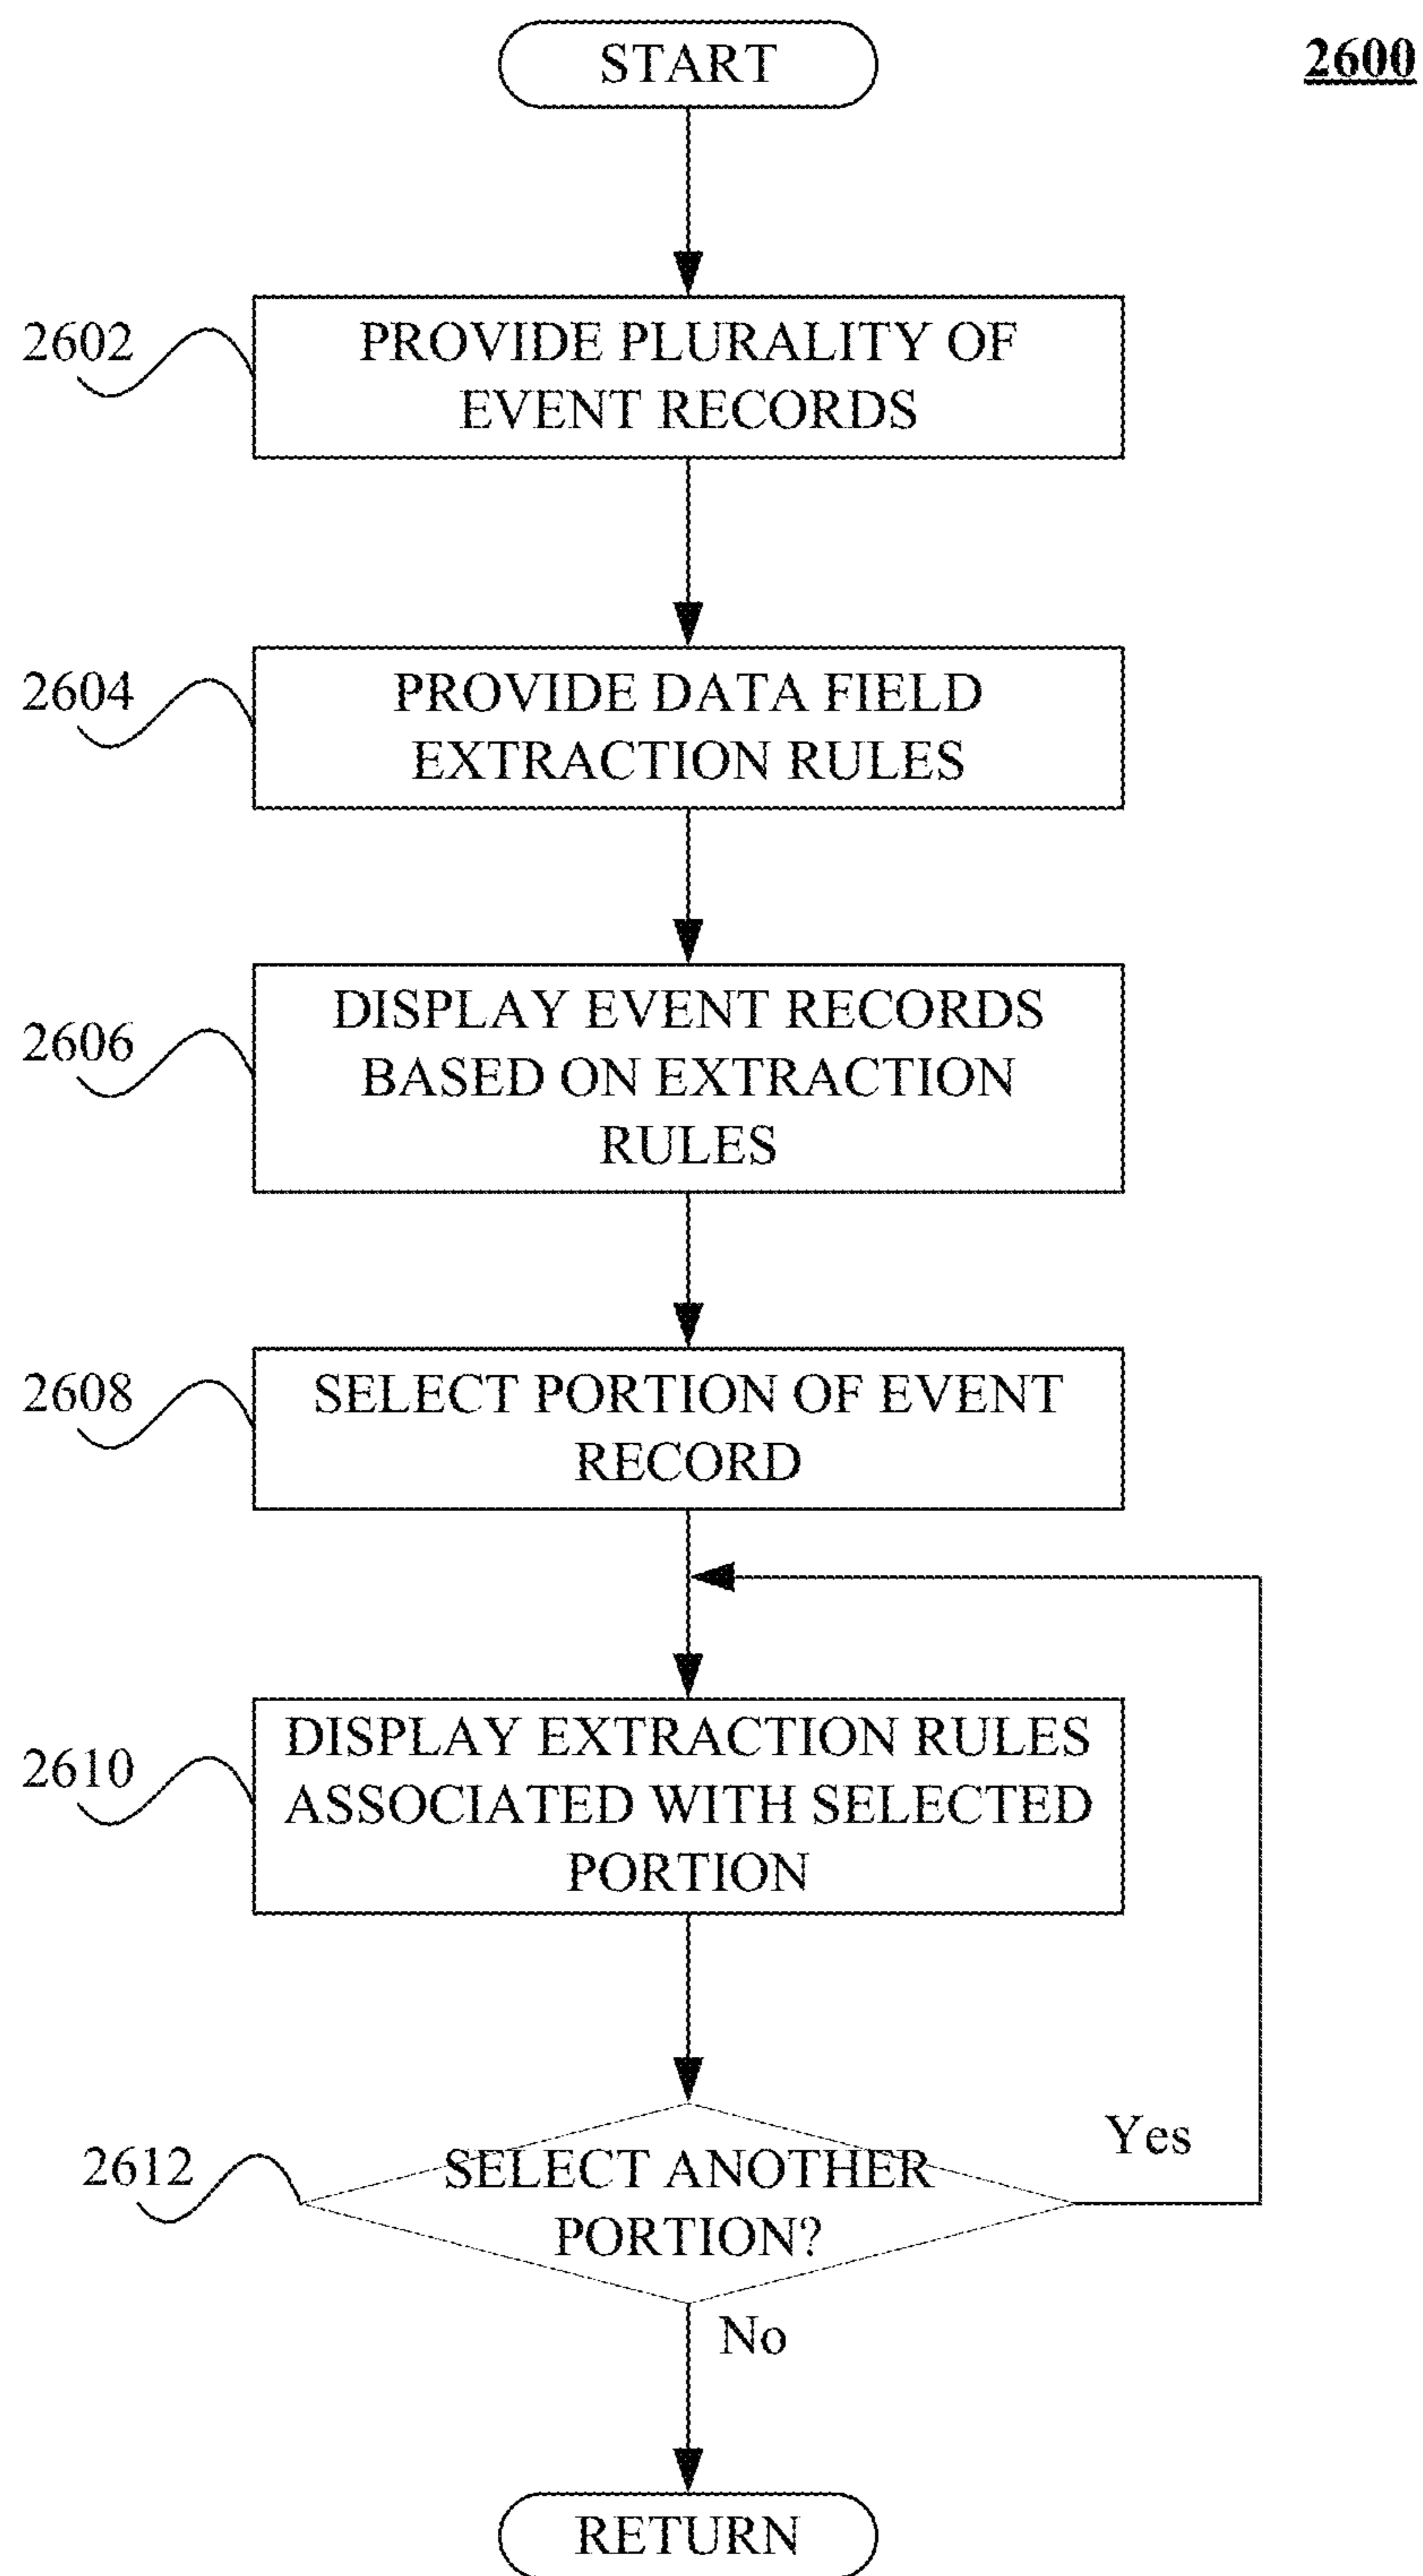 START
2600
2602
PROVIDE PLURALITY OF
EVENT RECORDS
2604
PROVIDE DATA FIELD
EXTRACTION RULES
2606
DISPLAY EVENT RECORDS
BASED ON EXTRACTION
RULES
2608
SELECT PORTION OF EVENT
RECORD
2610
DISPLAY EXTRACTION RULES
ASSOCIATED WITH SELECTED
PORTION
2612
SELECT ANOTHER
PORTION?
Yes
No
RETURN